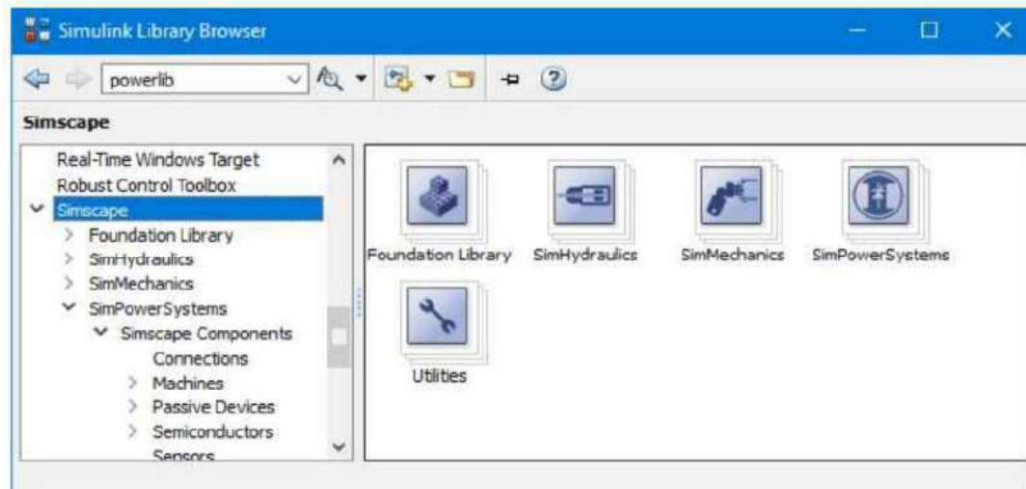 Simulink Library Browser
powerlib
Simscape
Real-Time Windows Target
Robust Control Toolbox
Simscape
Foundation Library
SimHydraulics
SimMechanics
SimPowerSystems
Simscape Components
Connections
Machines
Passive Devices
Semiconductors
Sensors
Foundation Library SimHydraulics SimMechanics SimPowerSystems
Utilities